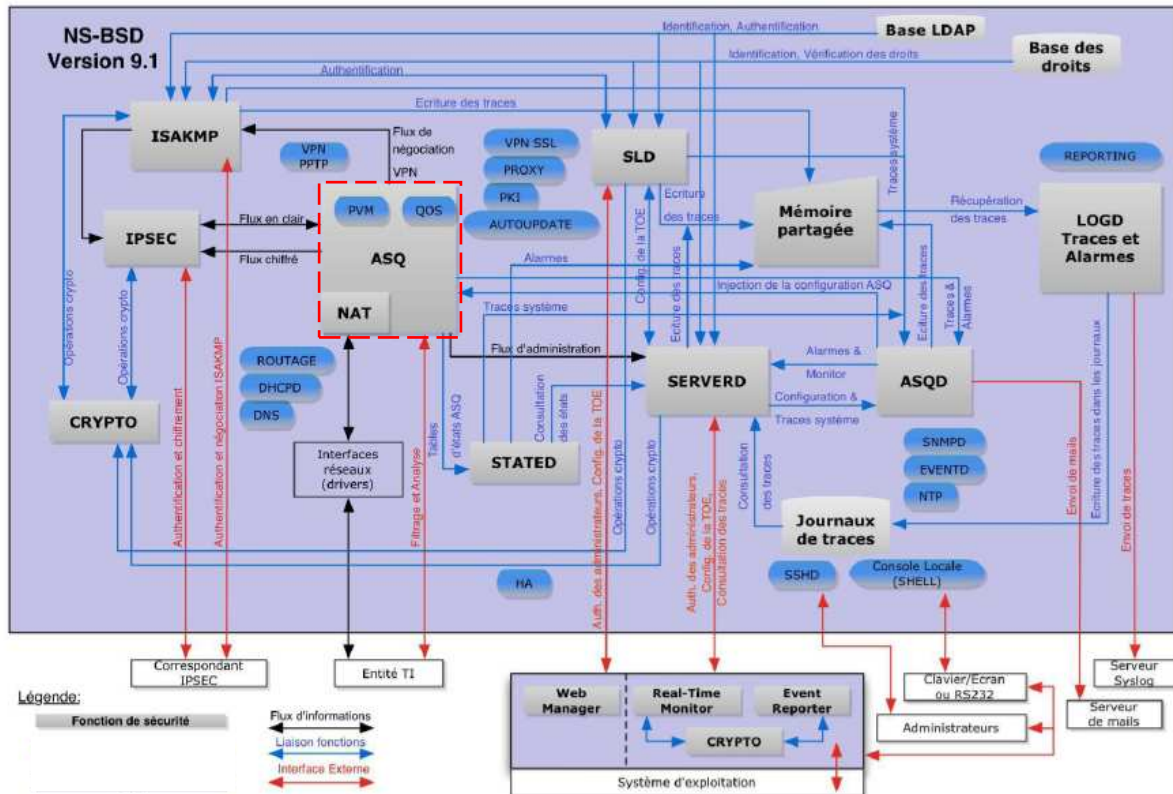 NS-BSD
Version 9.1
Identification, Authentification
Base LDAP
Identification, Vérification des droits
Base des
droits
Authentification
Ecriture des traces
ISAKMP
Flux de
négociation
VPN
VPN
PPTP
VPN SSL
PROXY
PKI
AUTOUPDATE
SLD
Traces système
REPORTING
Ecriture
des traces
Mémoire
partagée
Récupération
des traces
LOGD
Traces et
Alarmes
PVM
QOS
ASQ
NAT
Flux en clair
IPSEC
Flux chiffré
Alarmes
Config. de la TOE
Ecriture des traces
Injection de la configuration ASQ
Ecriture des traces
Traces &
Alarmes
Traces système
Opérations crypto
Opérations crypto
Flux d'administration
ROUTAGE
DHCPD
DNS
SERVERD
Alarmes &
Monitor
Configuration &
Traces système
ASQD
CRYPTO
Interfaces
réseaux
(drivers)
Tables
d'états ASQ
Consultation
des états
STATED
Authentification et chiffrement
Authentification et négociation ISAKMP
Filtrage et Analyse
Auth. des administrateurs, Config. de la TOE
Opérations crypto
Opérations crypto
Auth. des administrateurs,
Config. de la TOE,
Consultation des traces
Consultation
des traces
SNMPD
EVENTD
NTP
Journaux
de traces
Ecriture des traces dans les journaux
Envoi de mails
Envoi de traces
HA
SSHD
Console Locale
(SHELL)
Correspondant
IPSEC
Entité TI
Web
Manager
Real-Time
Monitor
Event
Reporter
CRYPTO
Système d'exploitation
Clavier/Ecran
ou RS232
Administrateurs
Serveur
Syslog
Serveur
de mails
Légende:
Fonction de sécurité
Flux d'informations
Liaison fonctions
Interface Externe